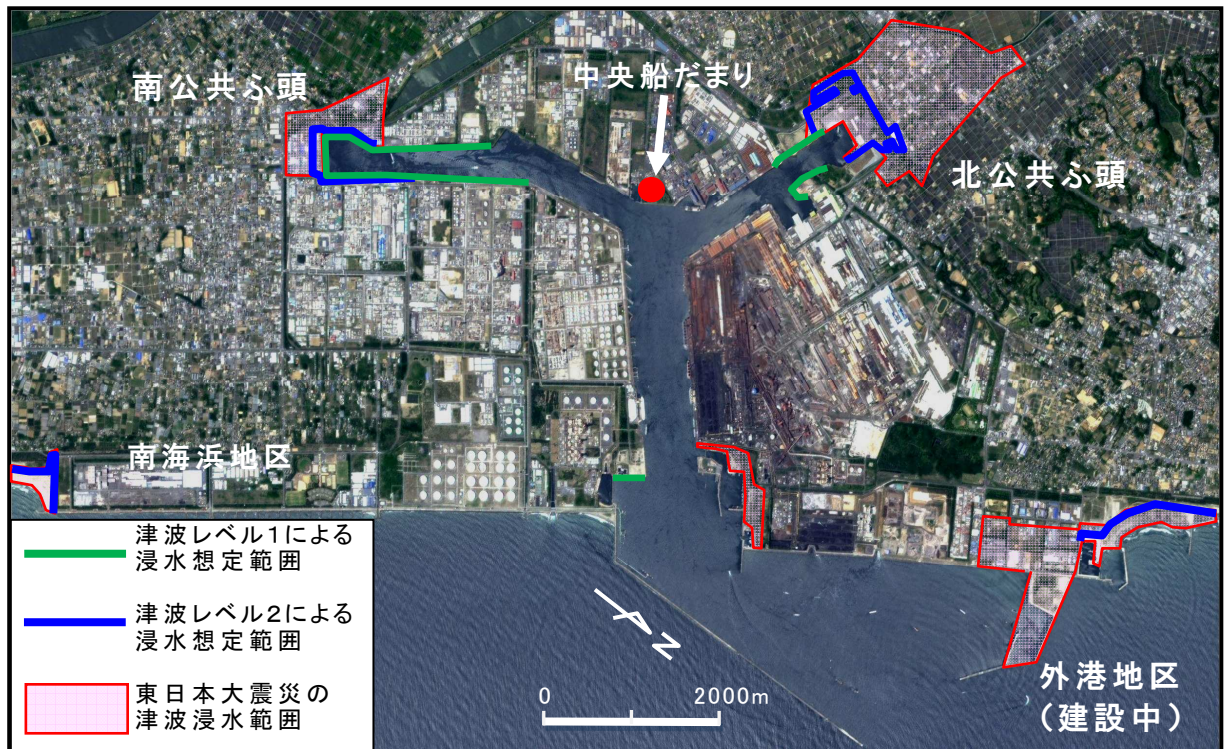 南公共ふ頭
中央船だまり
北公共ふ頭
南海浜地区
津波レベル1による
浸水想定範囲
津波レベル2による
浸水想定範囲
東日本大震災の
津波浸水範囲
N
0 2000m
外港地区
(建設中)